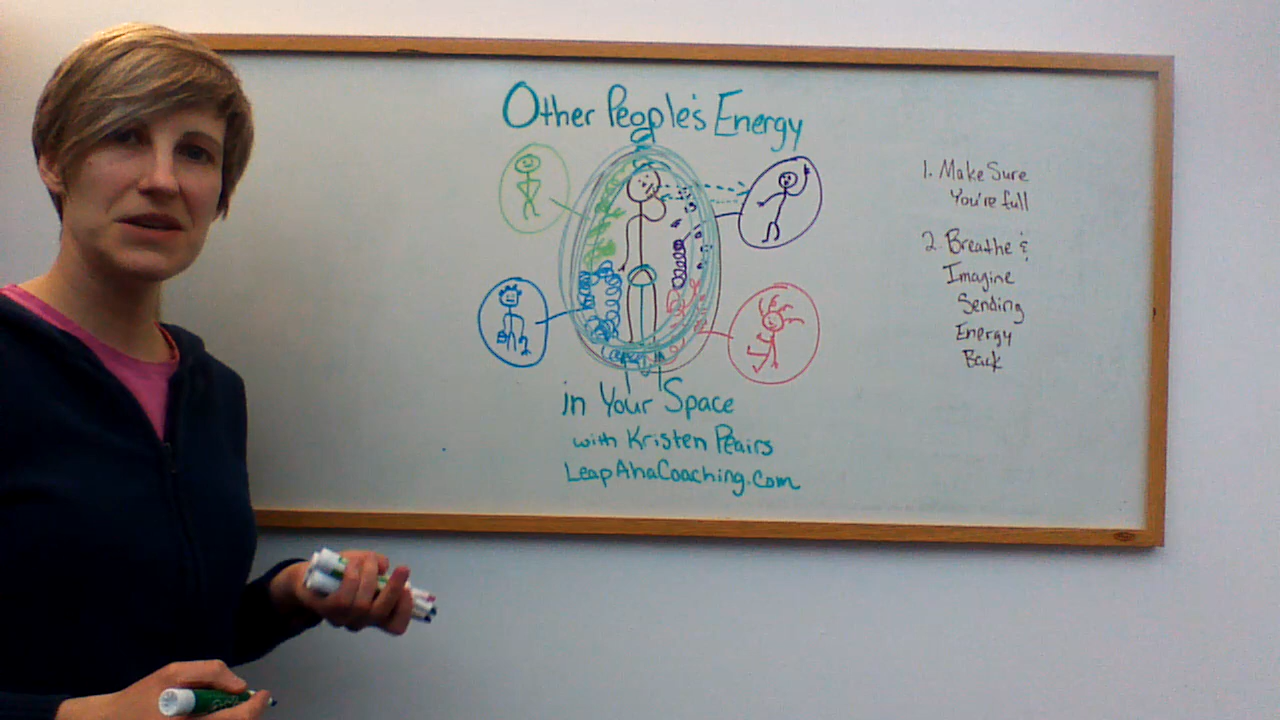 Other People's Energy
in Your Space
with Kristen Peairs
LeapAhaCoaching.com
1. Make Sure
You're full
2. Breathe &
Imagine
Sending
Energy
Back